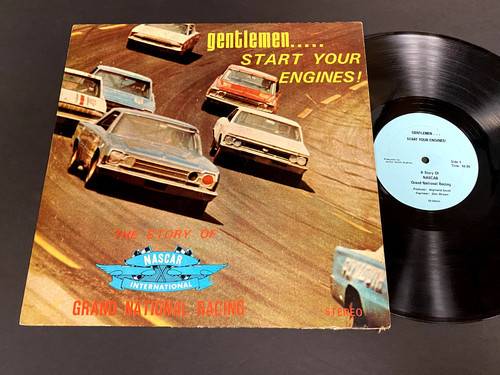 gentlemen.....
START YOUR
ENGINES!
THE STORY OF
NASCAR
INTERNATIONAL
GRAND NATIONAL RACING
STEREO
GENTLEMEN...
START YOUR ENGINES!
Side 1
A Story Of
NASCAR
Grand National Racing